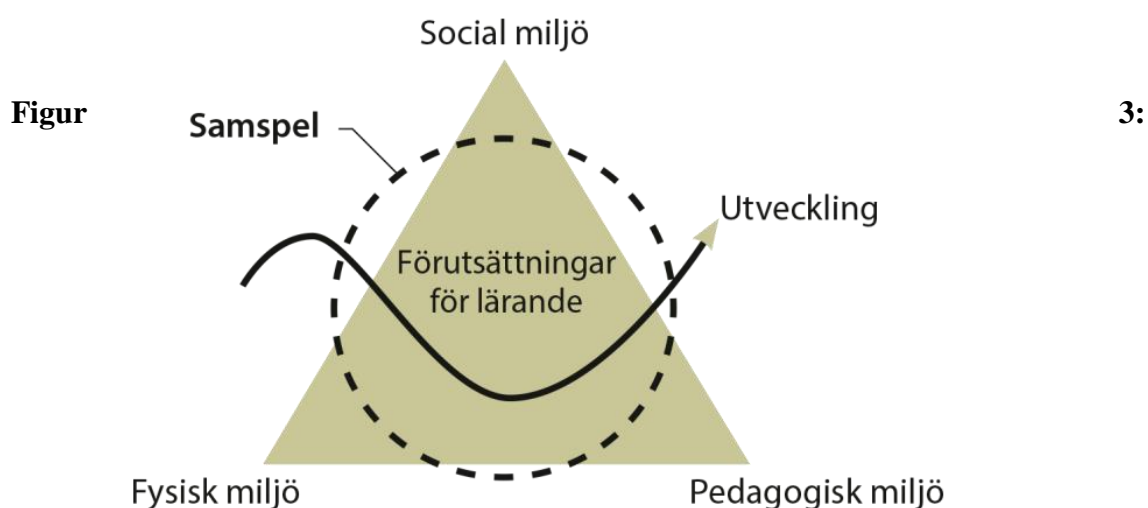 Social miljö
Figur 3:
Samspel
Utveckling
Förutsättningar
för lärande
Fysisk miljö
Pedagogisk miljö